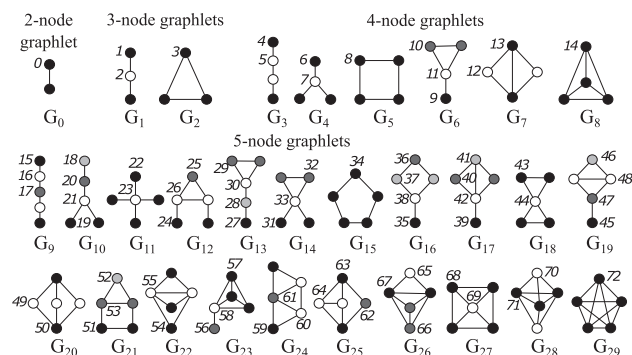 2-node graphlet 3-node graphlets 4-node graphlets
0 1 2 3 4 5 6 7 8 10 11 9 13 12 14
G0 G1 G2 G3 G4 G5 G6 G7 G8
5-node graphlets
15 16 17 18 20 21 19 22 23 25 26 24 29 30 28 27 32 33 31 34 36 37 38 35 41 40 42 39 43 44 46 48 47 45
G9 G10 G11 G12 G13 G14 G15 G16 G17 G18 G19
49 50 52 53 51 55 54 57 58 56 61 60 59 63 64 62 65 67 66 68 69 70 71 72
G20 G21 G22 G23 G24 G25 G26 G27 G28 G29